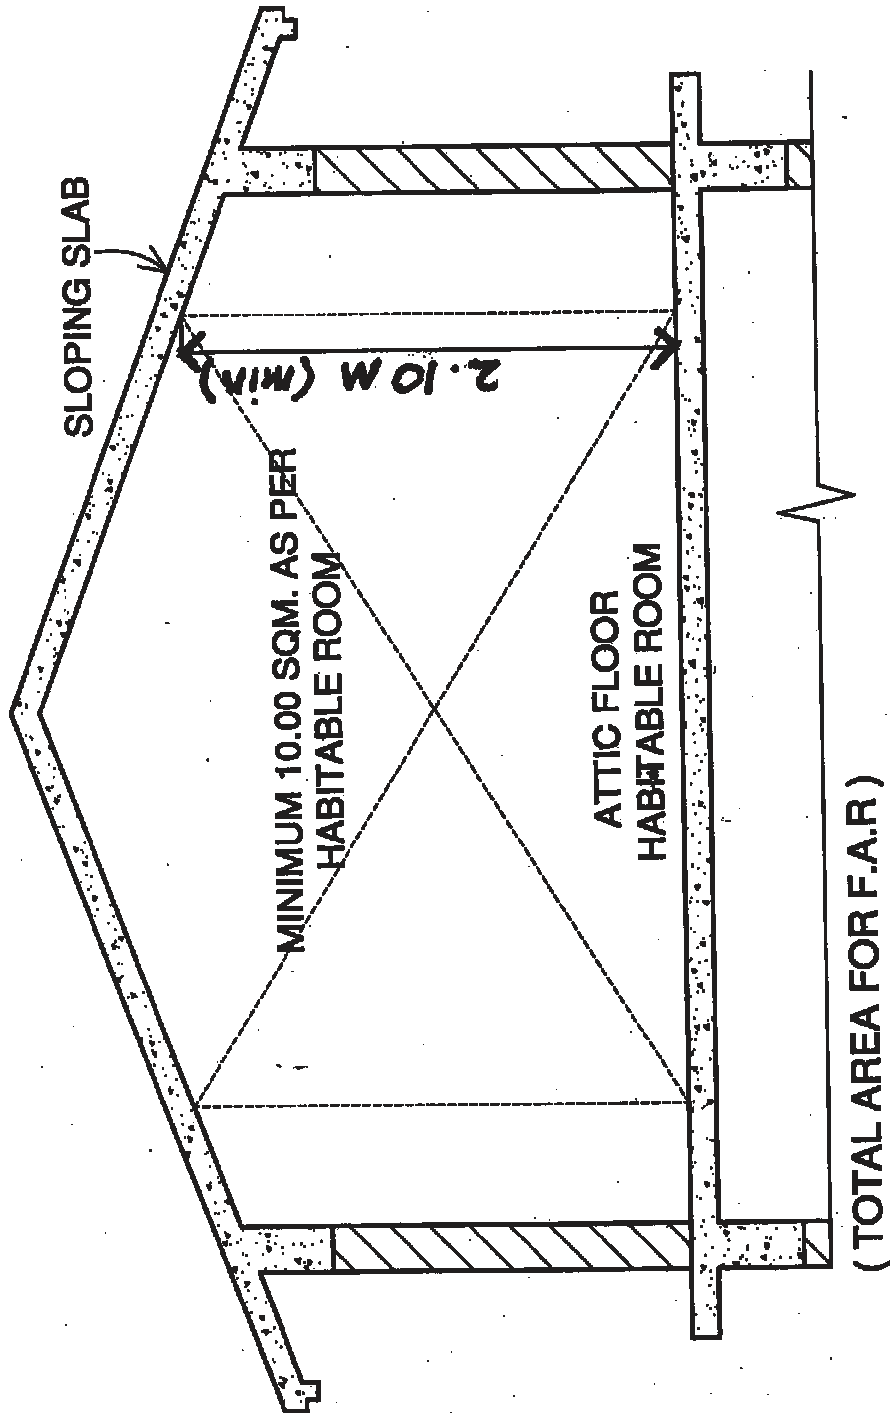 SLOPING SLAB
2.10 M (min)
MINIMUM 10.00 SQM. AS PER
HABITABLE ROOM
ATTIC FLOOR
HABITABLE ROOM
( TOTAL AREA FOR F.A.R )